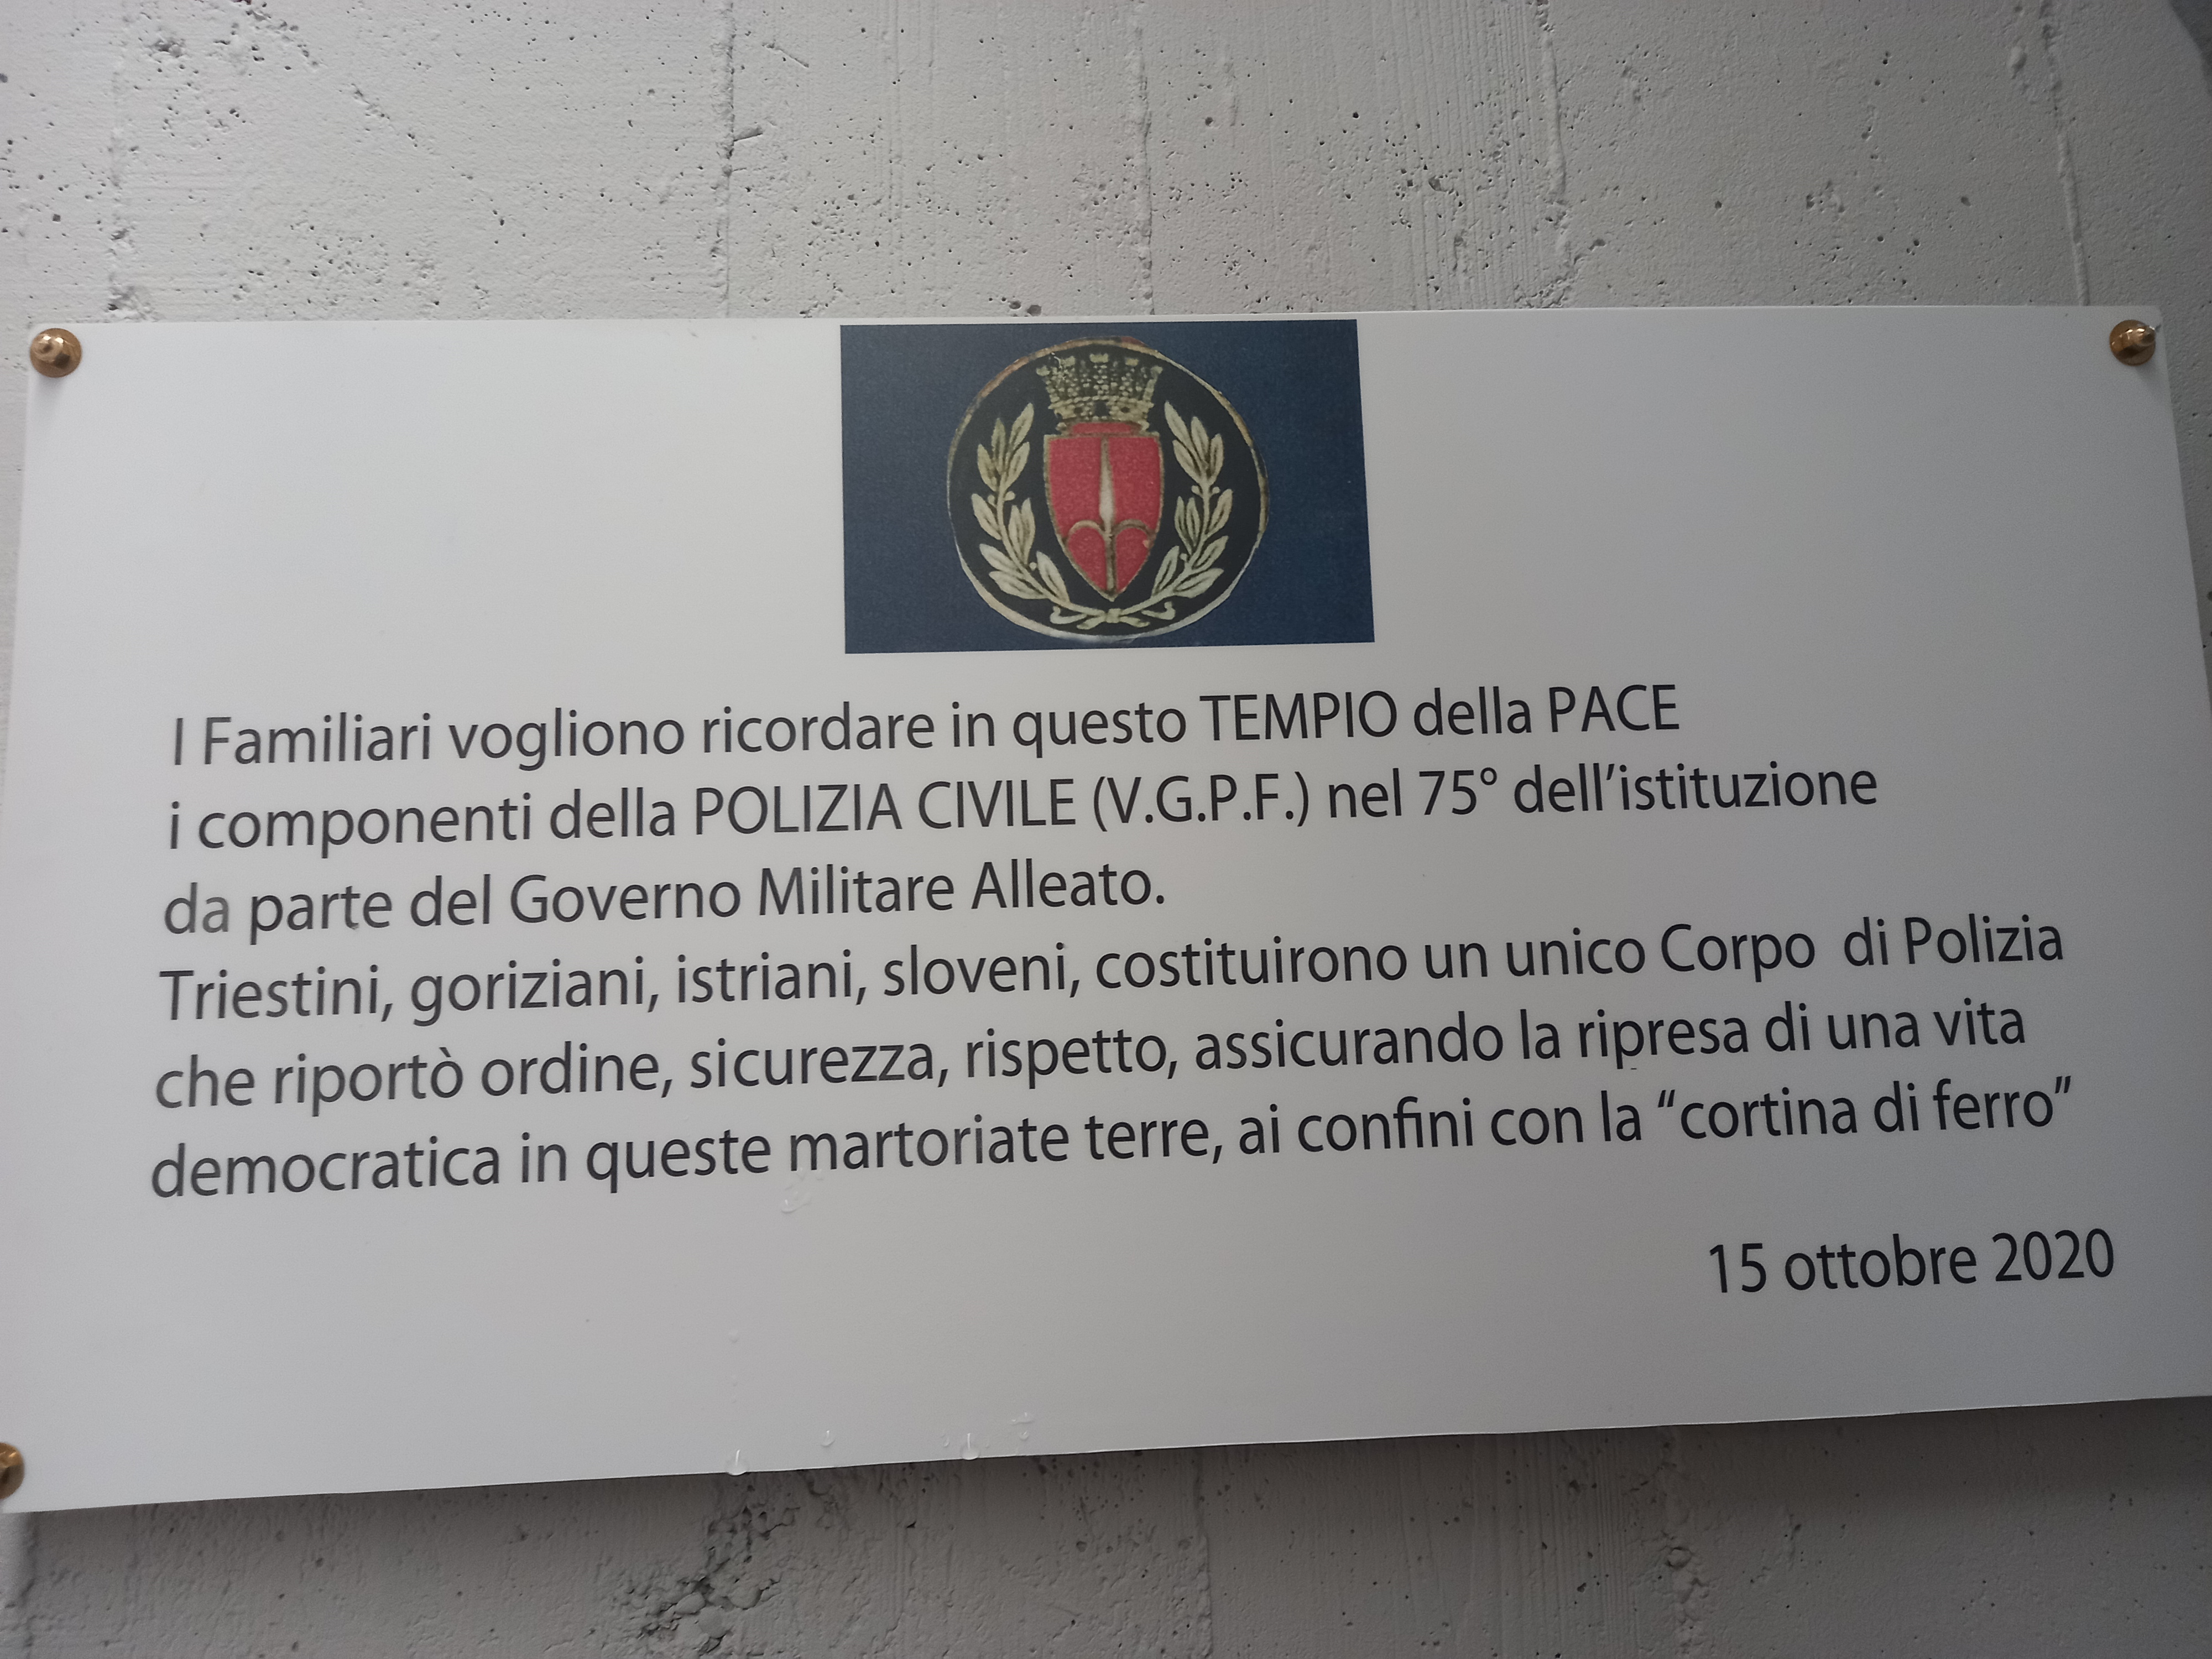 I Familiari vogliono ricordare in questo TEMPIO della PACE
i componenti della POLIZIA CIVILE (V.G.P.F.) nel 75° dell'istituzione
da parte del Governo Militare Alleato.
Triestini, goriziani, istriani, sloveni, costituirono un unico Corpo di Polizia
che riportò ordine, sicurezza, rispetto, assicurando la ripresa di una vita
democratica in queste martoriate terre, ai confini con la “cortina di ferro”
15 ottobre 2020